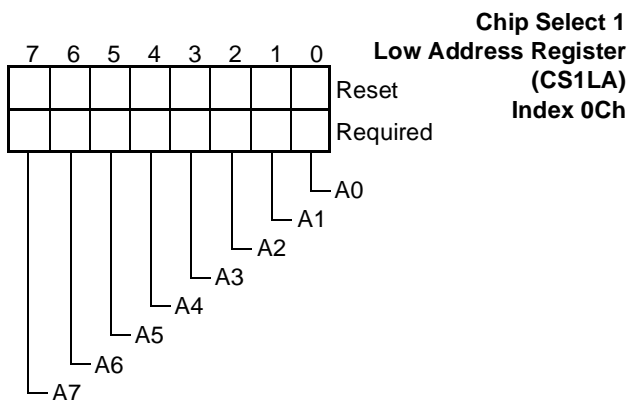 Chip Select 1
Low Address Register
(CS1LA)
Index 0Ch
7 6 5 4 3 2 1 0
Reset
Required
A0
A1
A2
A3
A4
A5
A6
A7